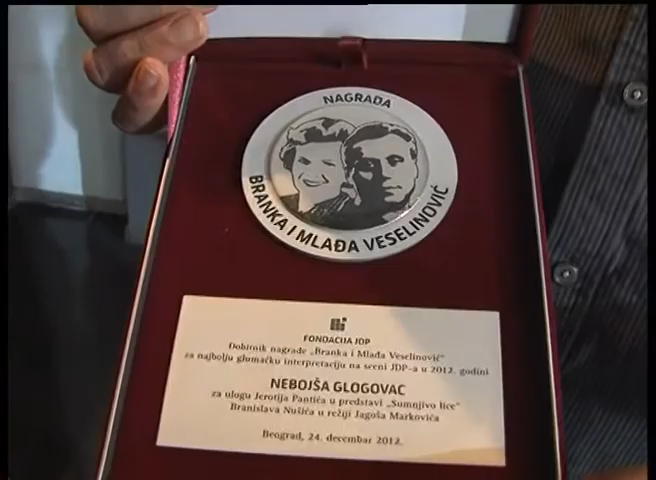 NAGRADA
BRANKA I MLAĐA VESELINOVIĆ
FONDACIJA JDP
Dobitnik nagrade „Branka i Mlađa Veselinović"
za najbolju glumačku interpretaciju na sceni JDP-a u 2012. godini
NEBOJŠA GLOGOVAC
za ulogu Jerotija Pantića u predstavi „Sumnjivo lice"
Branislava Nušića u režiji Jagoša Markovića
Beograd, 24. decembar 2012.